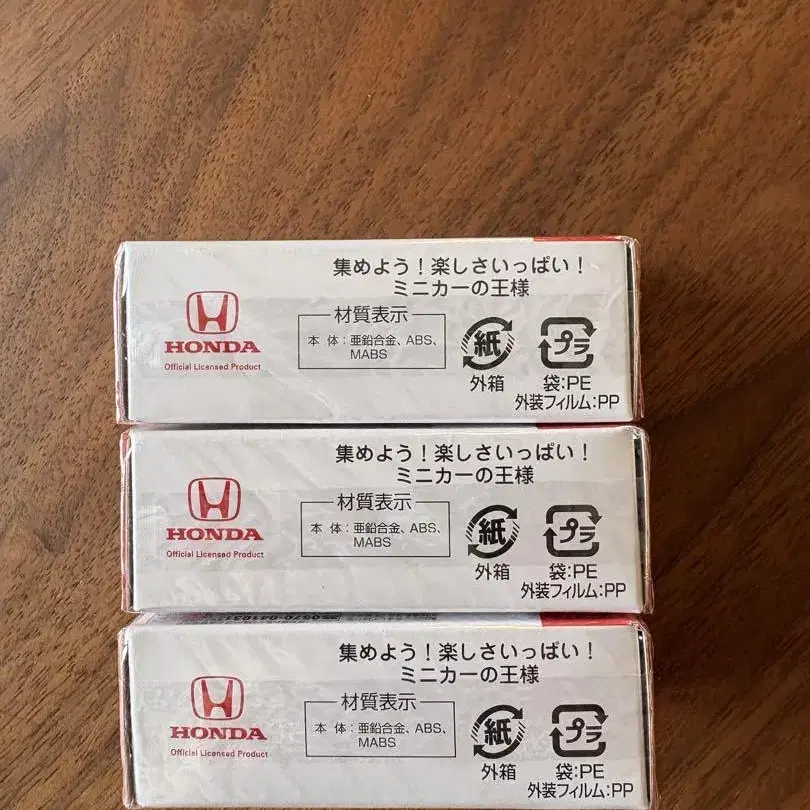 集めよう！楽しさいっぱい！
ミニカーの王様
HONDA
Official Licensed Product
材質表示
本 体：亜鉛合金、ABS、
MABS
紙
外箱
プラ
袋:PE
外装フィルム:PP
集めよう！楽しさいっぱい！
ミニカーの王様
HONDA
Official Licensed Product
材質表示
本 体：亜鉛合金、ABS、
MABS
紙
外箱
プラ
袋:PE
外装フィルム:PP
集めよう！楽しさいっぱい！
ミニカーの王様
HONDA
Official Licensed Product
材質表示
本 体：亜鉛合金、ABS、
MABS
紙
外箱
プラ
袋:PE
外装フィルム:PP